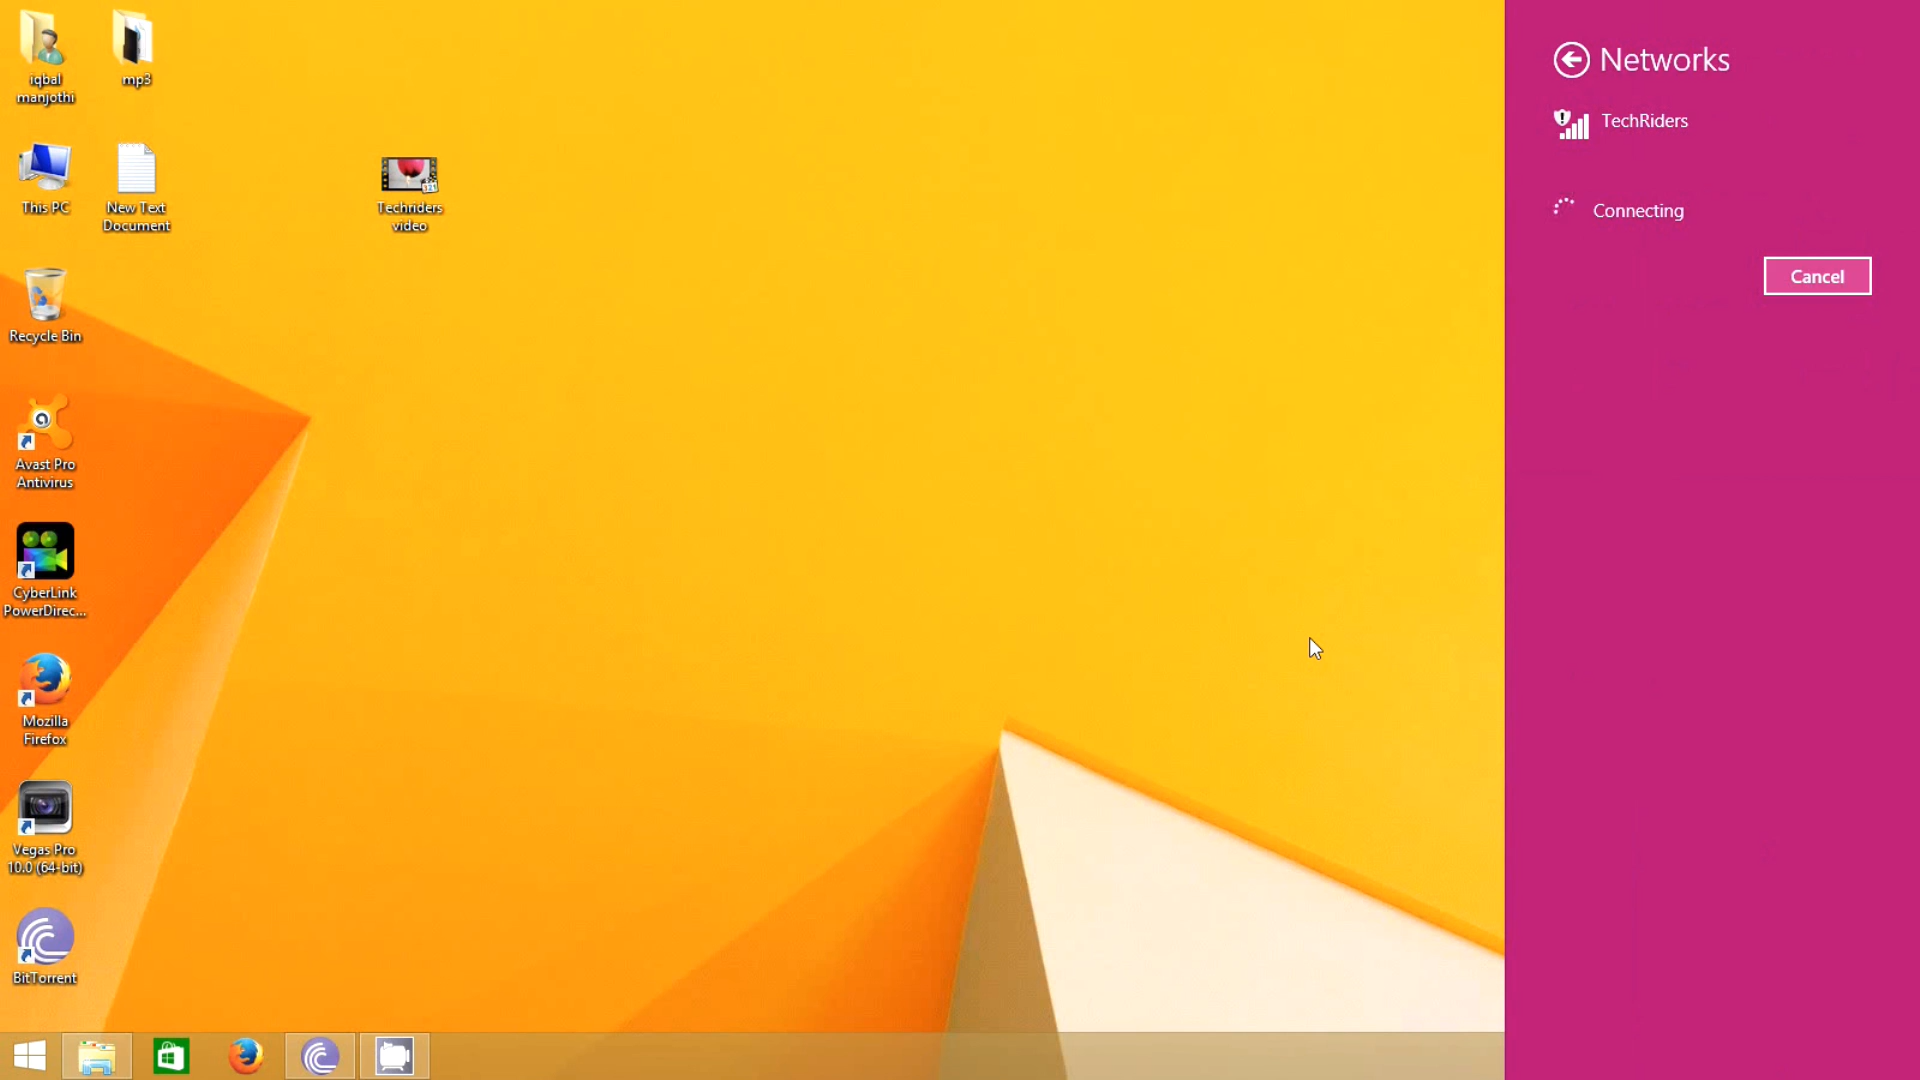 iqbal
manjothi
mp3
This PC
New Text
Document
Techriders
video
Recycle Bin
Avast Pro
Antivirus
CyberLink
PowerDirec...
Mozilla
Firefox
Vegas Pro
10.0 (64-bit)
BitTorrent
Networks
TechRiders
Connecting
Cancel